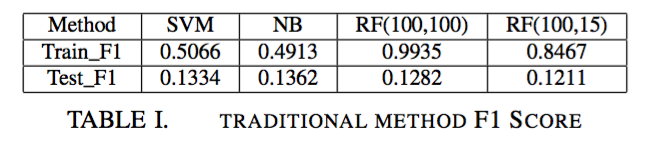 Method SVM NB RF(100,100) RF(100,15)
Train_F1 0.5066 0.4913 0.9935 0.8467
Test_F1 0.1334 0.1362 0.1282 0.1211
TABLE I. TRADITIONAL METHOD F1 SCORE